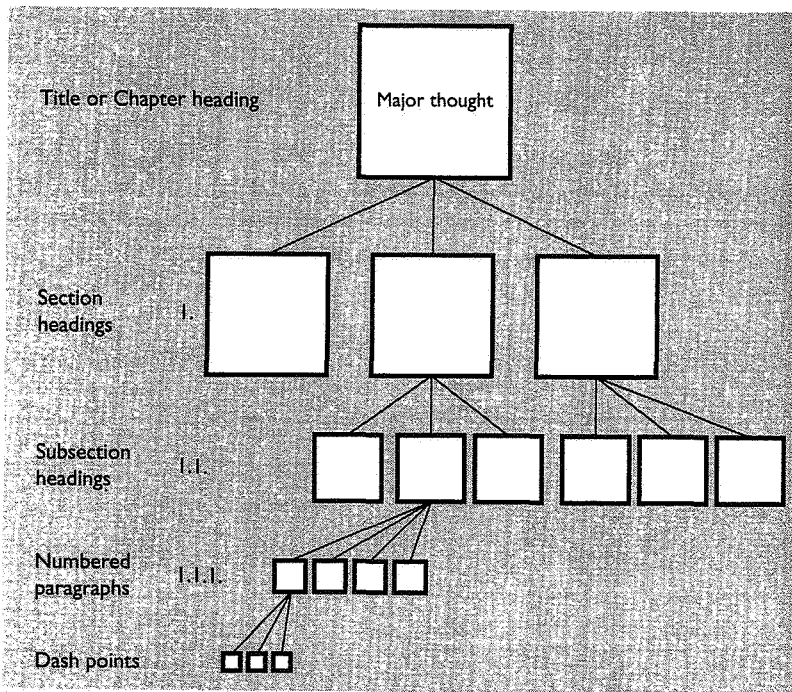 Title or Chapter heading
Major thought
Section
headings
1.
Subsection
headings
1.1.
Numbered
paragraphs
1.1.1.
Dash points